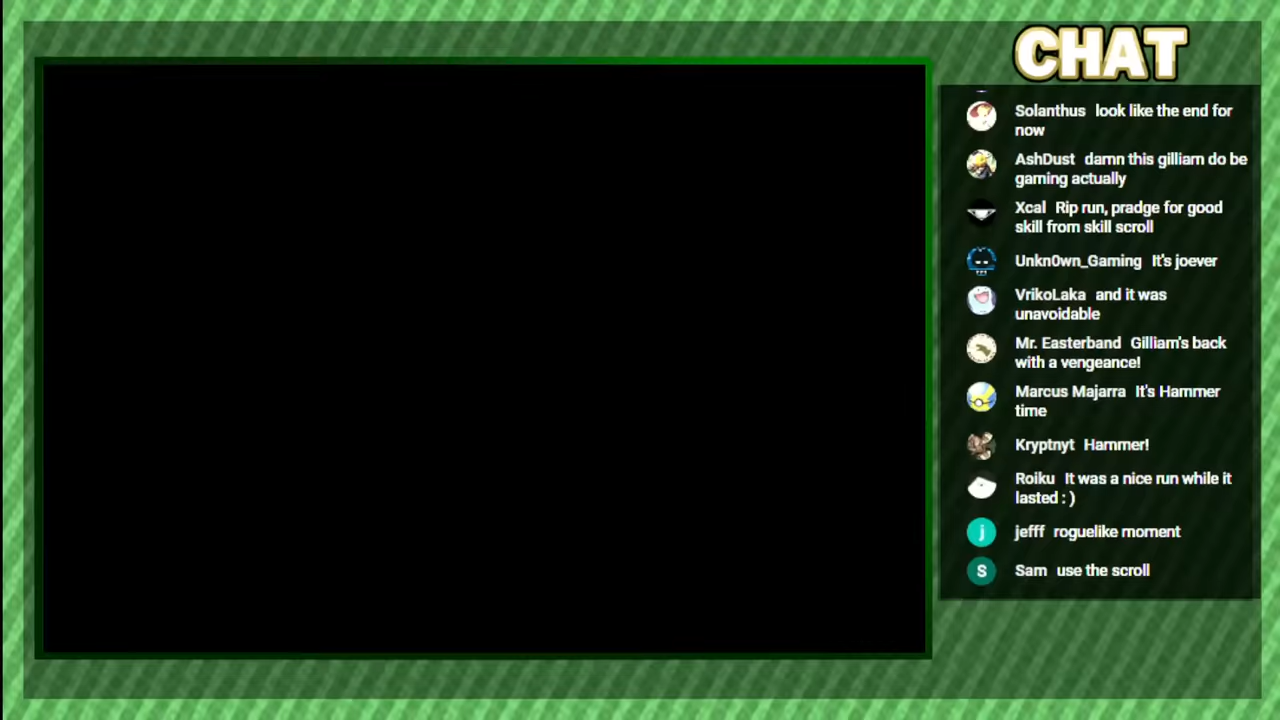 CHAT
Solanthus look like the end for
now
AshDust damn this gilliam do be
gaming actually
Xcal Rip run, pradge for good
skill from skill scroll
Unkn0wn_Gaming It's joever
VrikoLaka and it was
unavoidable
Mr. Easterband Gilliam's back
with a vengeance!
Marcus Majarra It's Hammer
time
Kryptnyt Hammer!
Roiku It was a nice run while it
lasted : )
j jefff roguelike moment
S Sam use the scroll